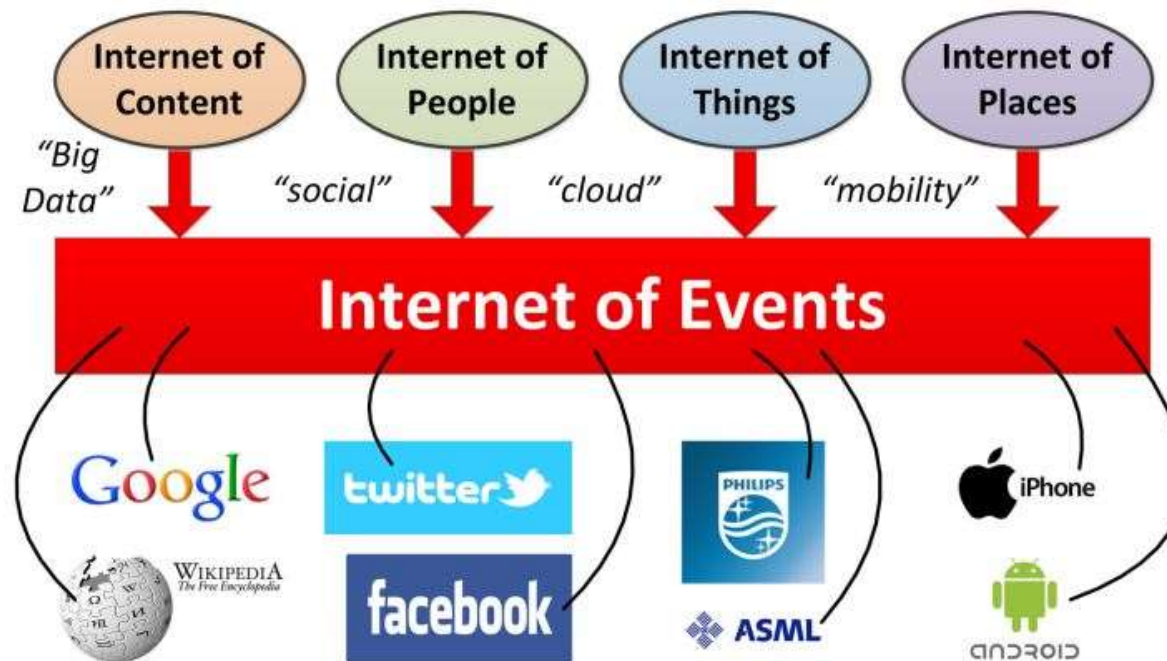 Internet of
Content
Internet of
People
Internet of
Things
Internet of
Places
“Big
Data”
“social”
“cloud”
“mobility”
Internet of Events
Google
twitter
PHILIPS
iPhone
WIKIPEDIA
The Free Encyclopedia
facebook
ASML
ANDROID